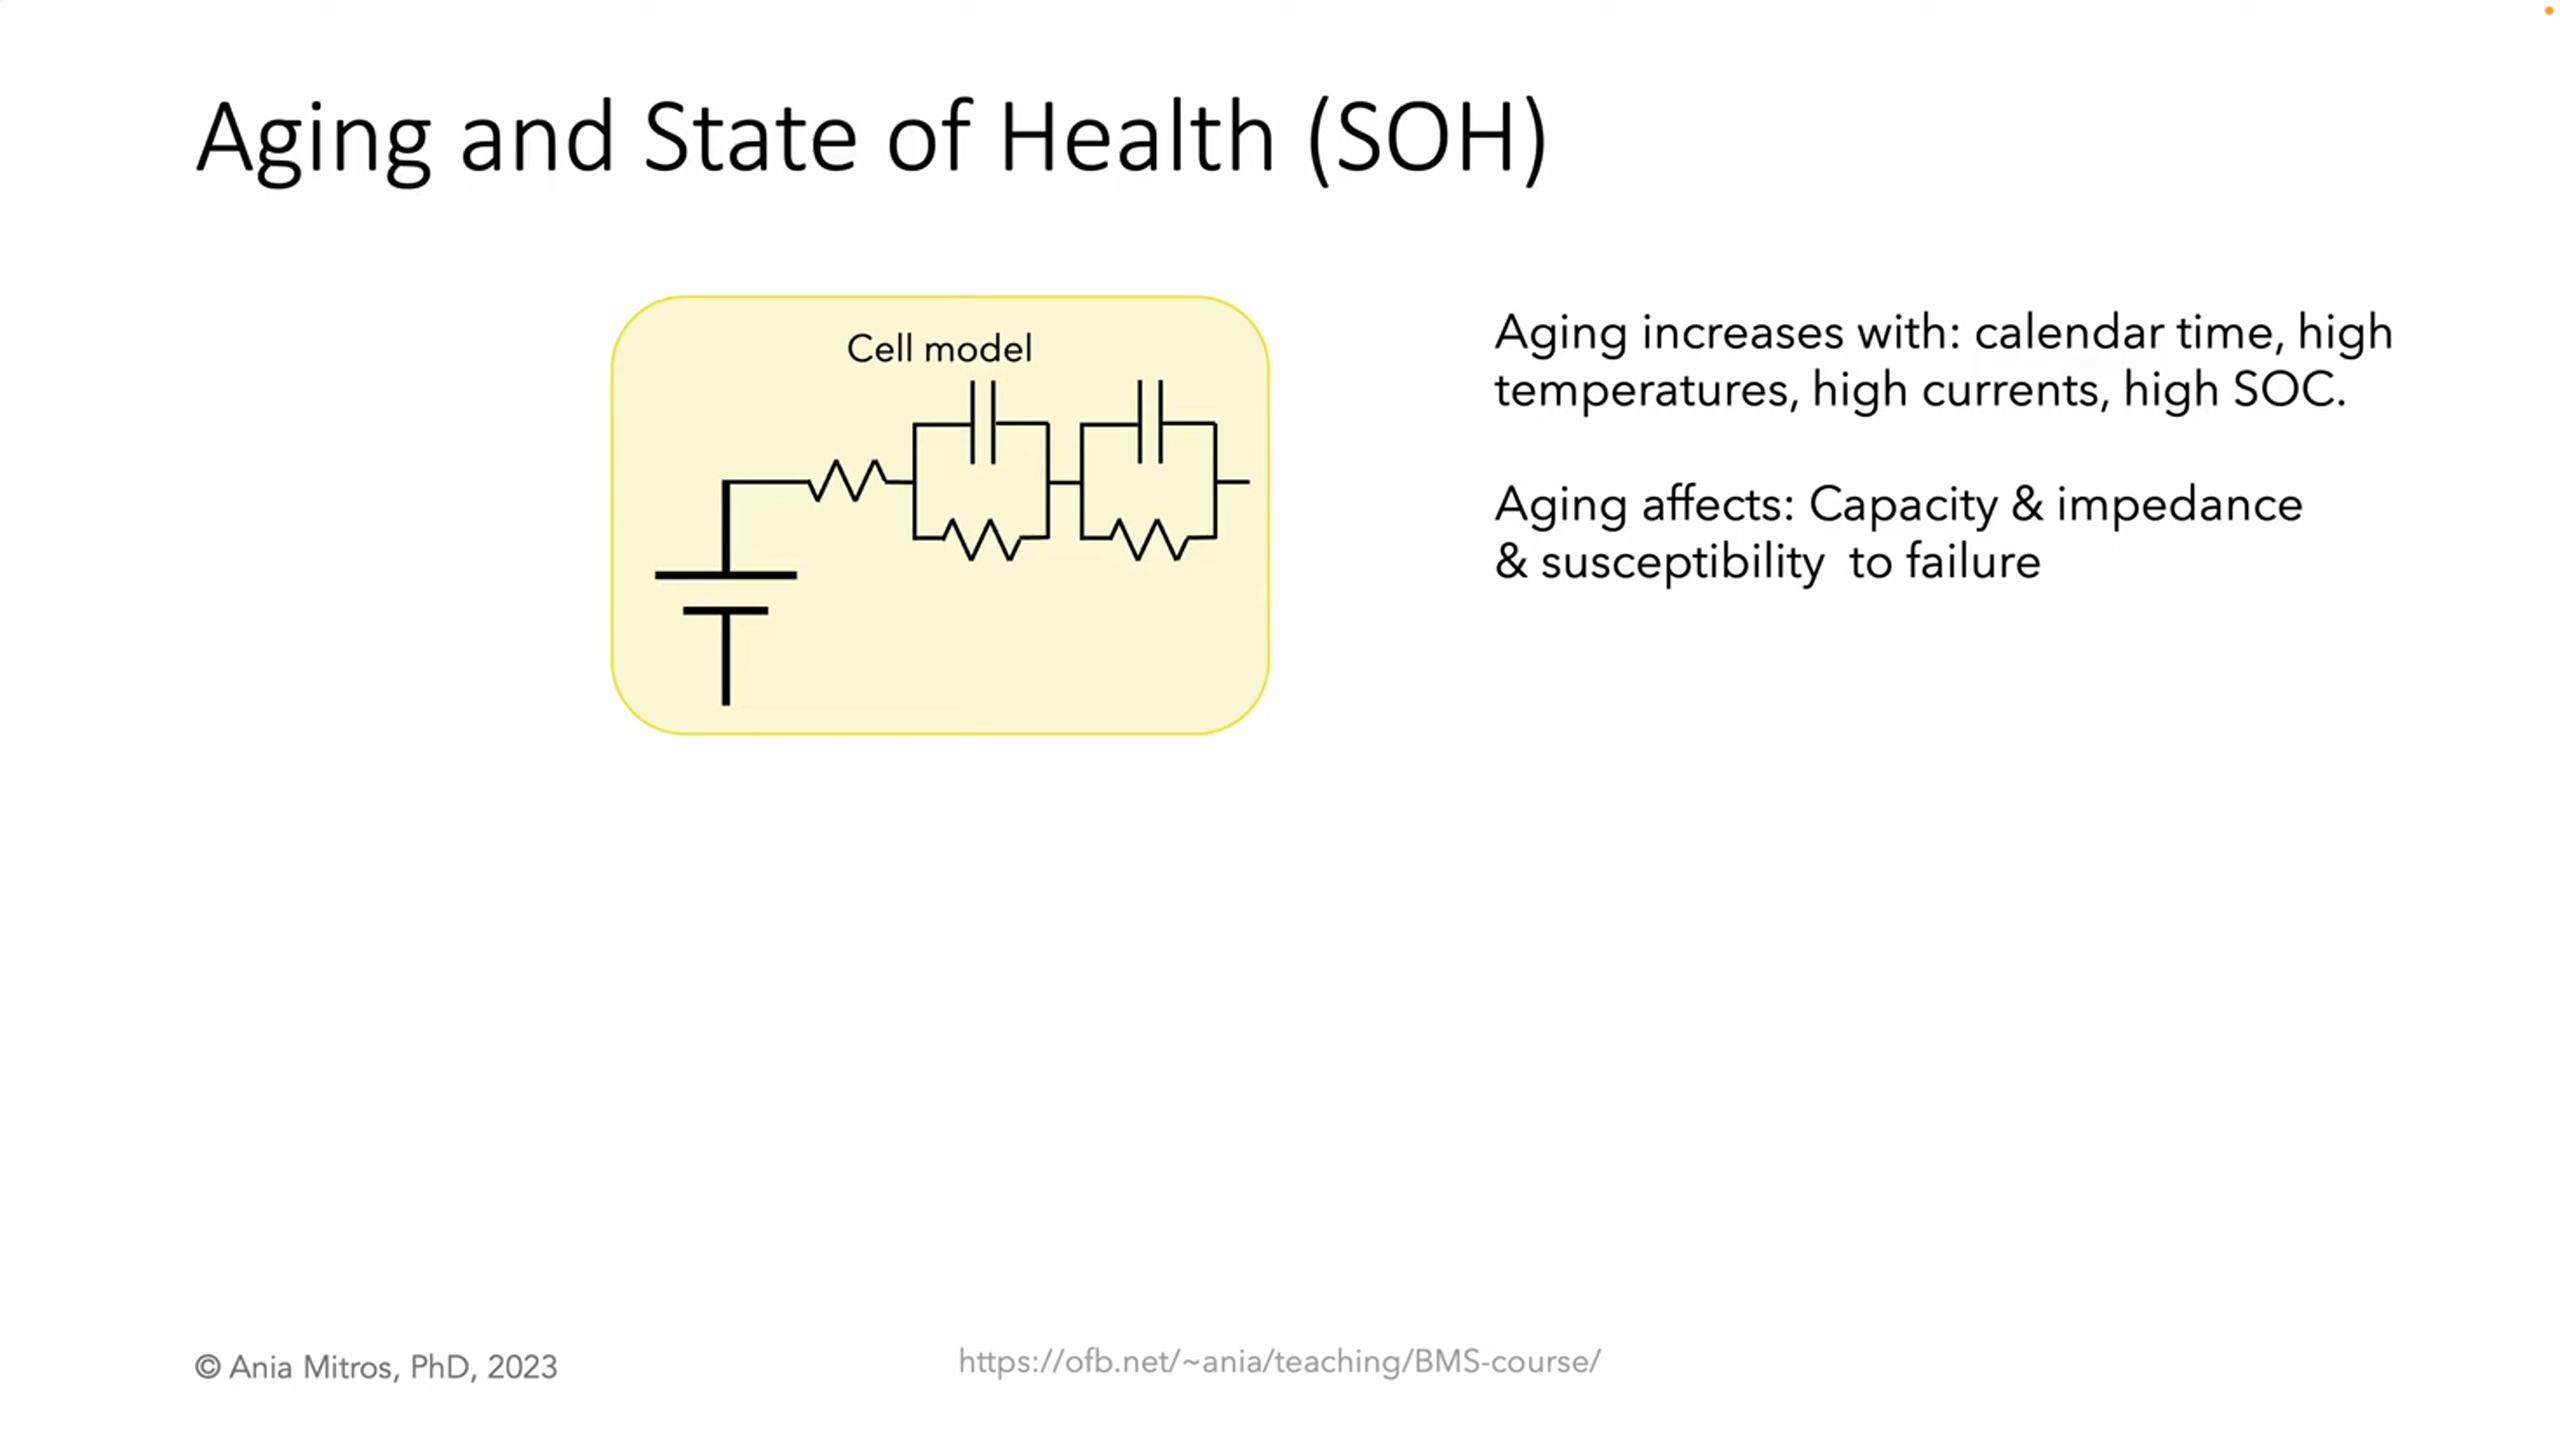 Aging and State of Health (SOH)
Cell model
Aging increases with: calendar time, high
temperatures, high currents, high SOC.
Aging affects: Capacity & impedance
& susceptibility  to failure
© Ania Mitros, PhD, 2023
https://ofb.net/~ania/teaching/BMS-course/